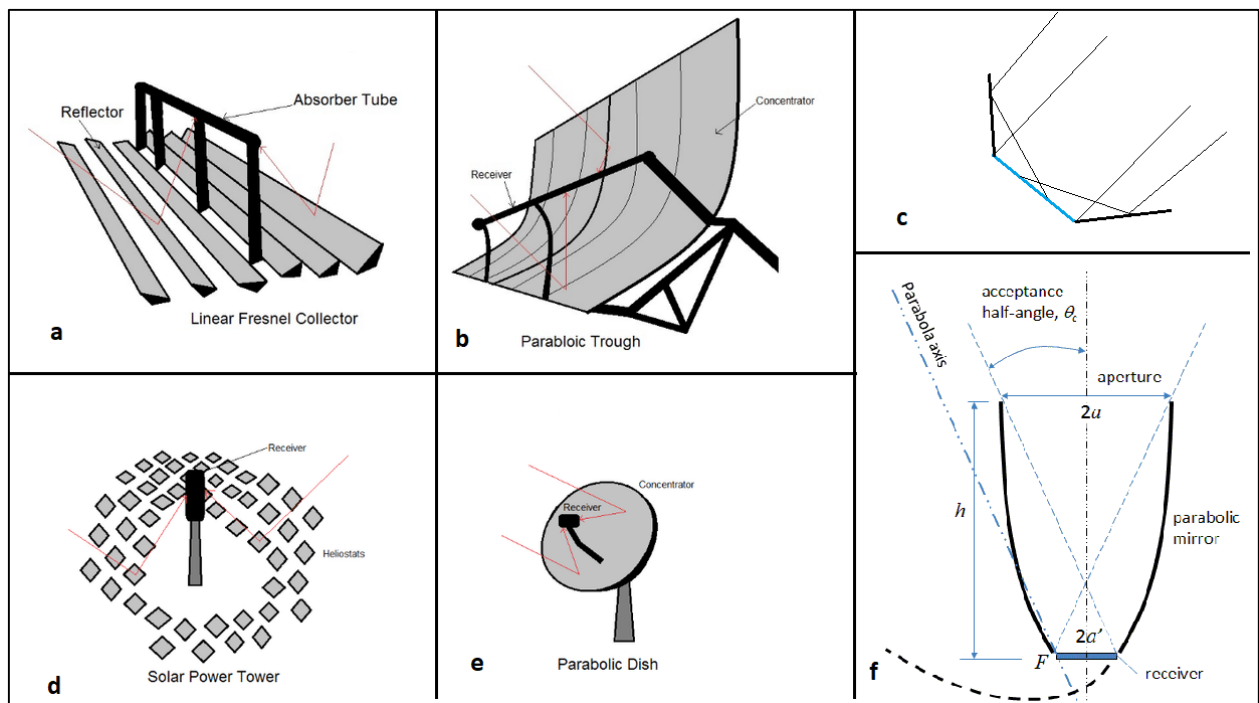 Reflector
Absorber Tube
a
Linear Fresnel Collector
Receiver
Concentrator
b
Parabloic Trough
c
Receiver
Heliostats
d
Solar Power Tower
Concentrator
Receiver
e
Parabolic Dish
Parabola axis
acceptance
half-angle, θc
aperture
2a
h
parabolic
mirror
2a’
F
receiver
f